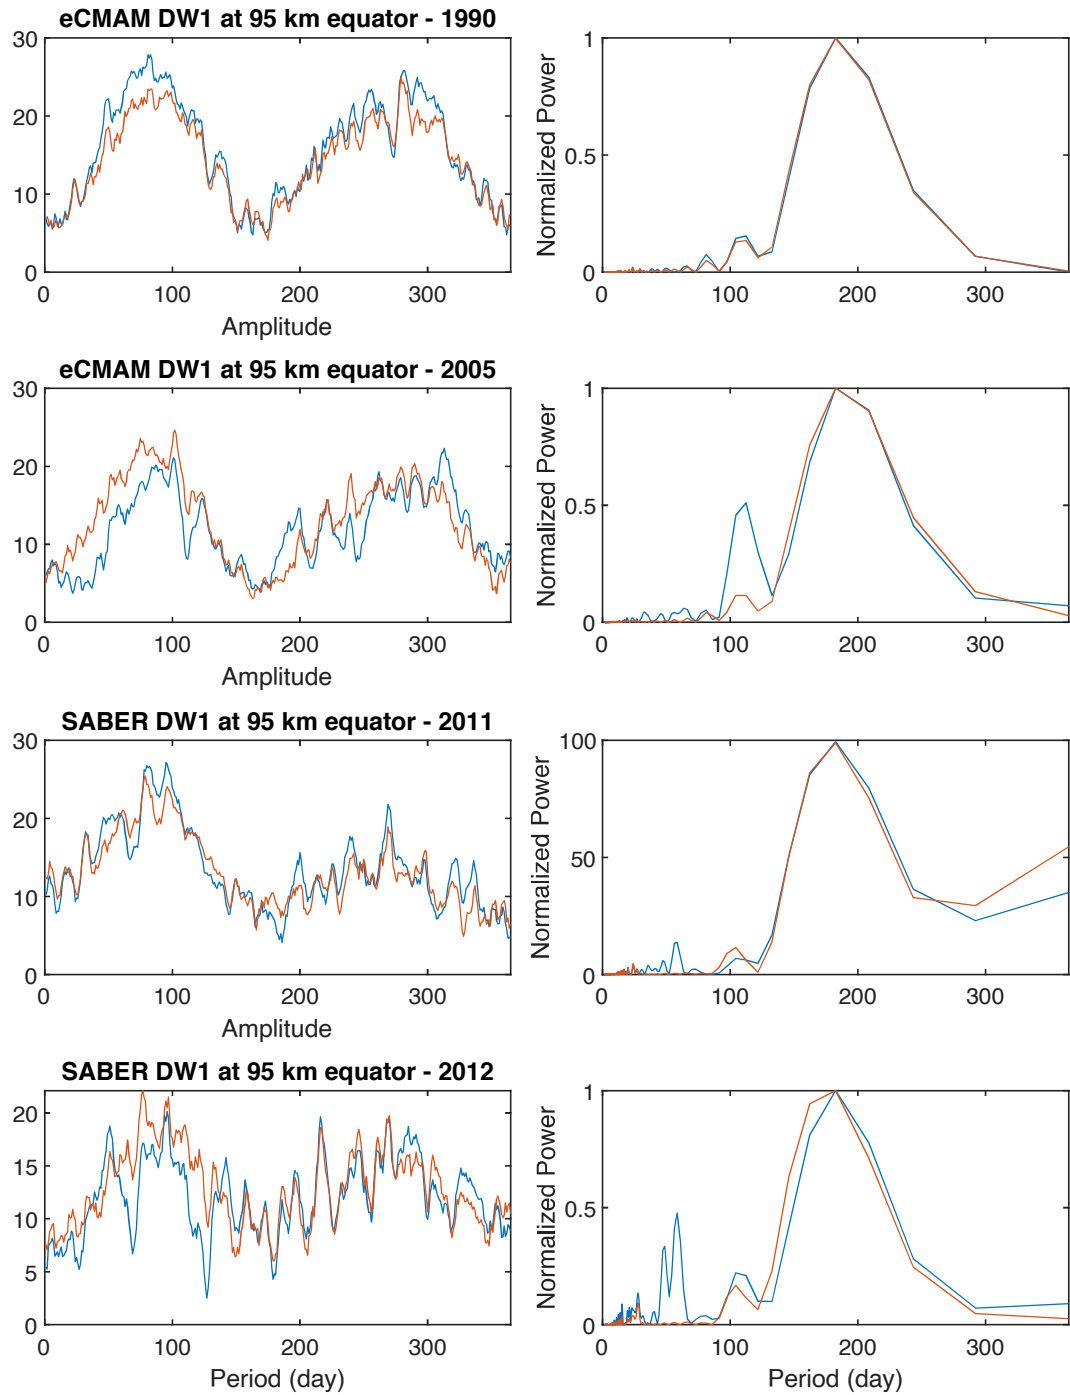 eCMAM DW1 at 95 km equator - 1990
30
20
10
0
0 100 200 300
Amplitude
Normalized Power
1
0.5
0
0 100 200 300
eCMAM DW1 at 95 km equator - 2005
30
20
10
0
0 100 200 300
Amplitude
Normalized Power
1
0.5
0
0 100 200 300
SABER DW1 at 95 km equator - 2011
30
20
10
0
0 100 200 300
Amplitude
Normalized Power
100
50
0
0 100 200 300
SABER DW1 at 95 km equator - 2012
20
15
10
5
0
0 100 200 300
Period (day)
Normalized Power
1
0.5
0
0 100 200 300
Period (day)